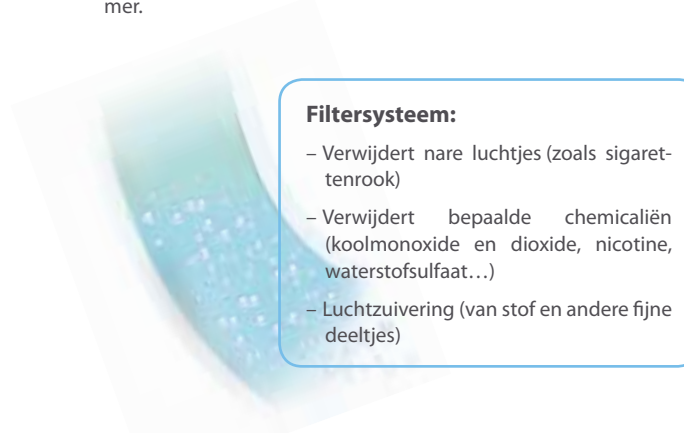 mer.
Filtersysteem:
– Verwijdert nare luchtjes (zoals sigaret-
tenrook)
– Verwijdert bepaalde chemicaliën
(koolmonoxide en dioxide, nicotine,
waterstofsulfaat…)
– Luchtzuivering (van stof en andere fijne
deeltjes)